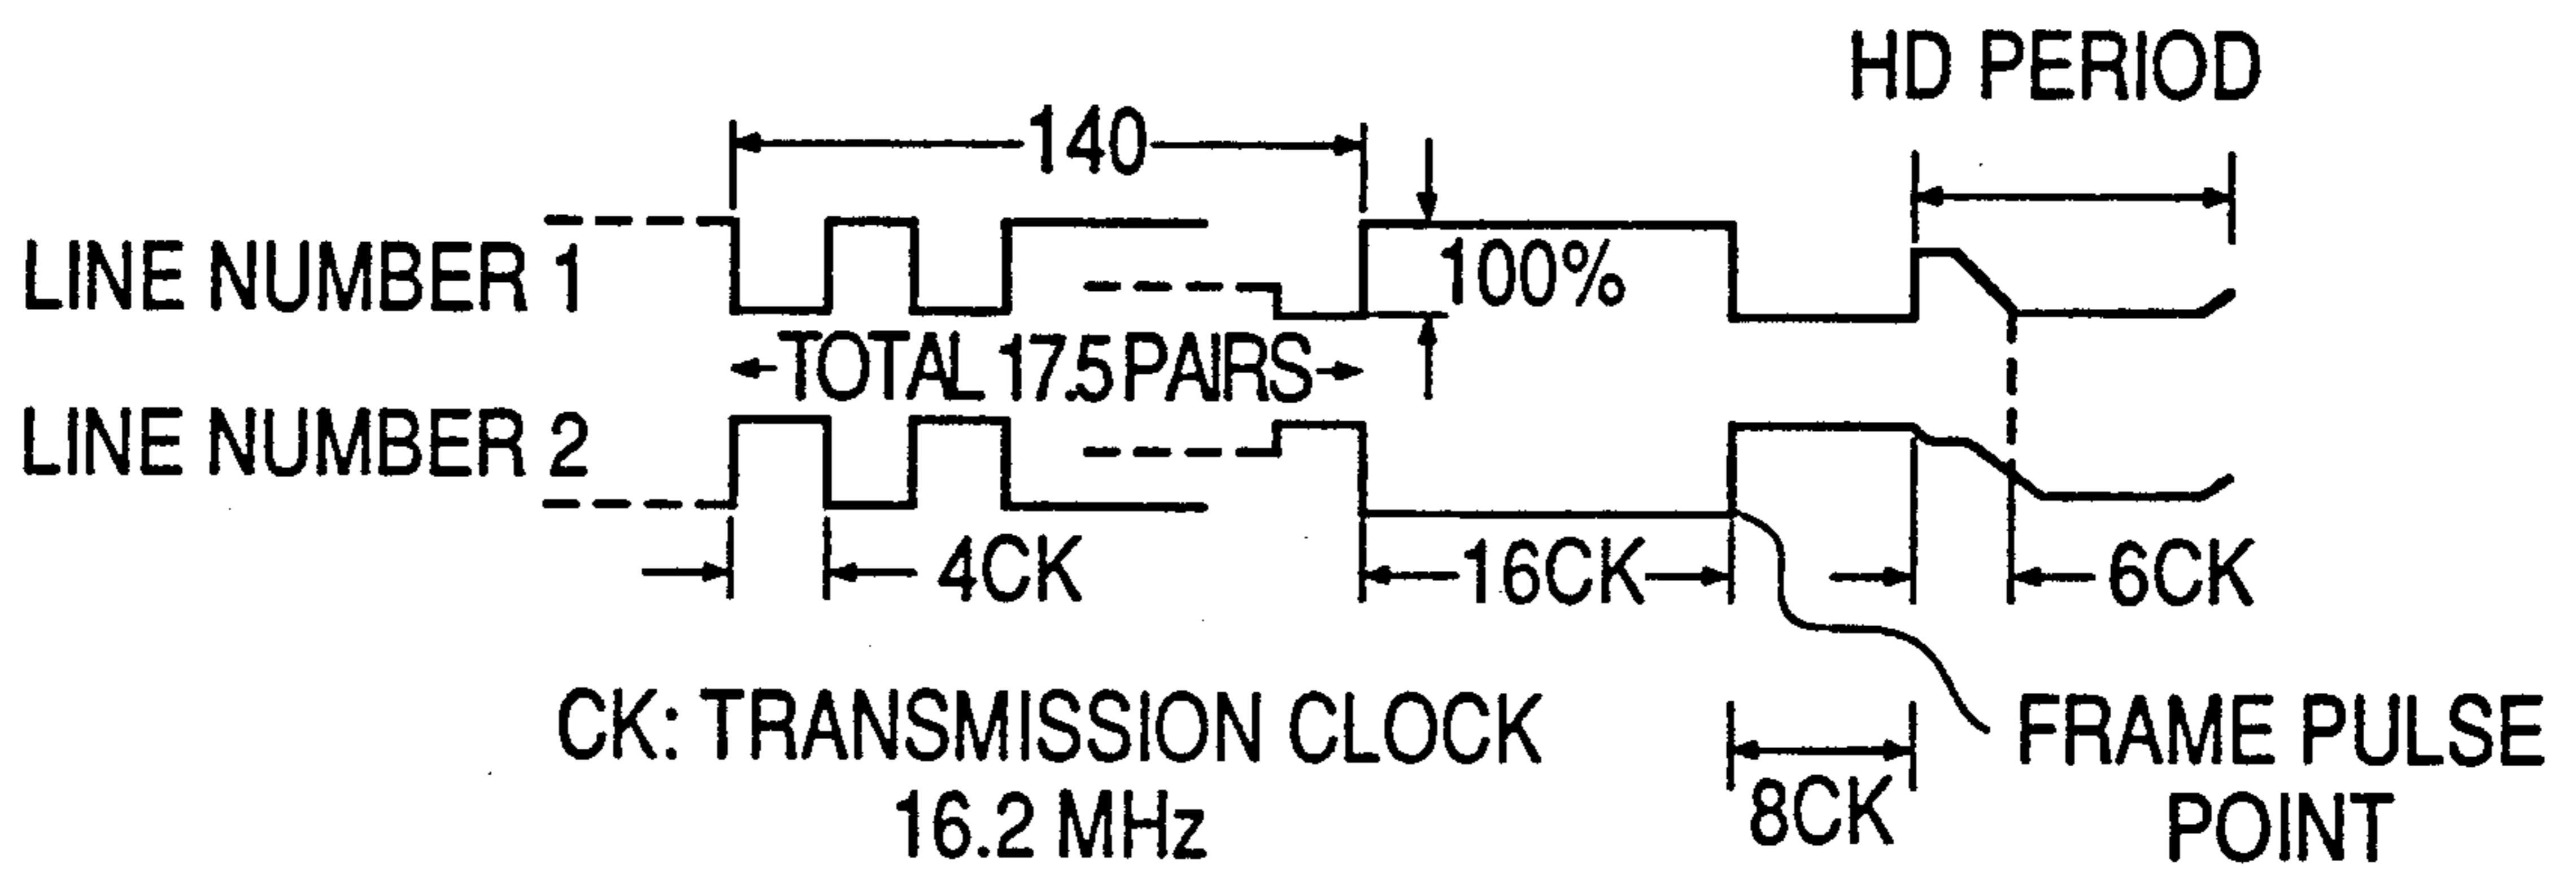 HD PERIOD
140
LINE NUMBER 1
100%
TOTAL 17.5 PAIRS
LINE NUMBER 2
4CK
16CK
6CK
CK: TRANSMISSION CLOCK
16.2 MHz
8CK
FRAME PULSE
POINT